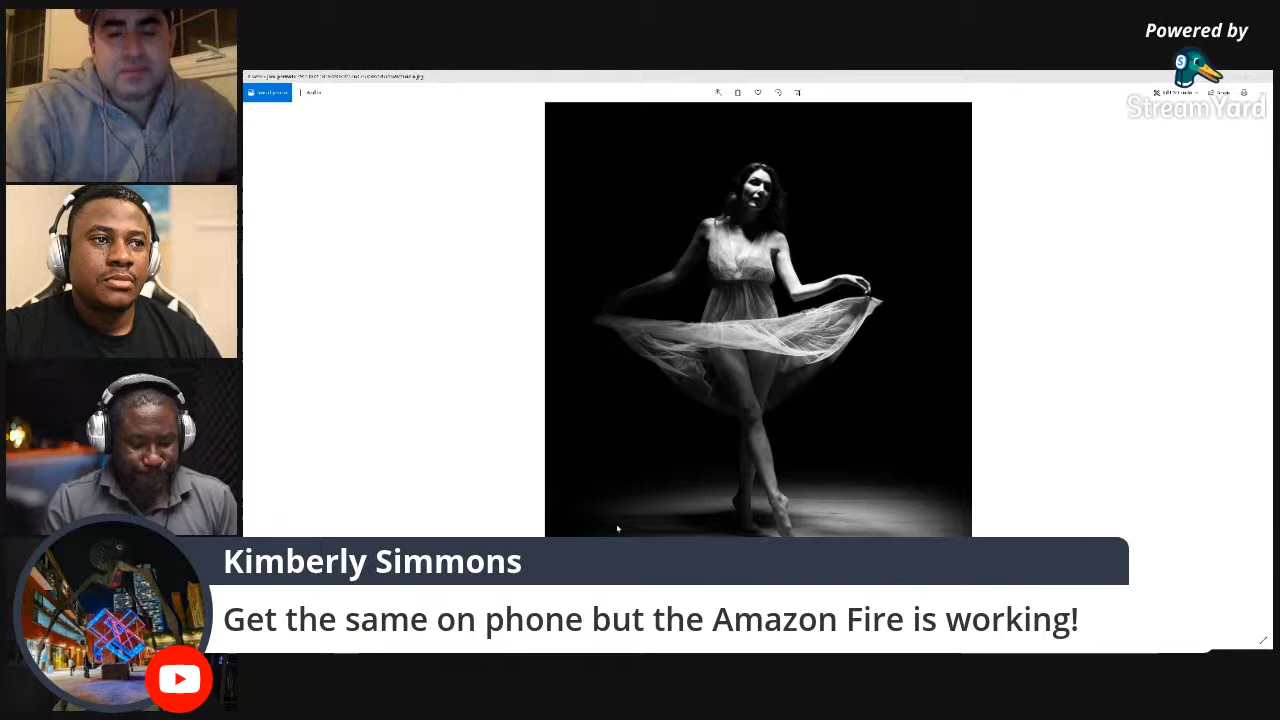 Powered by
StreamYard
Kimberly Simmons
Get the same on phone but the Amazon Fire is working!